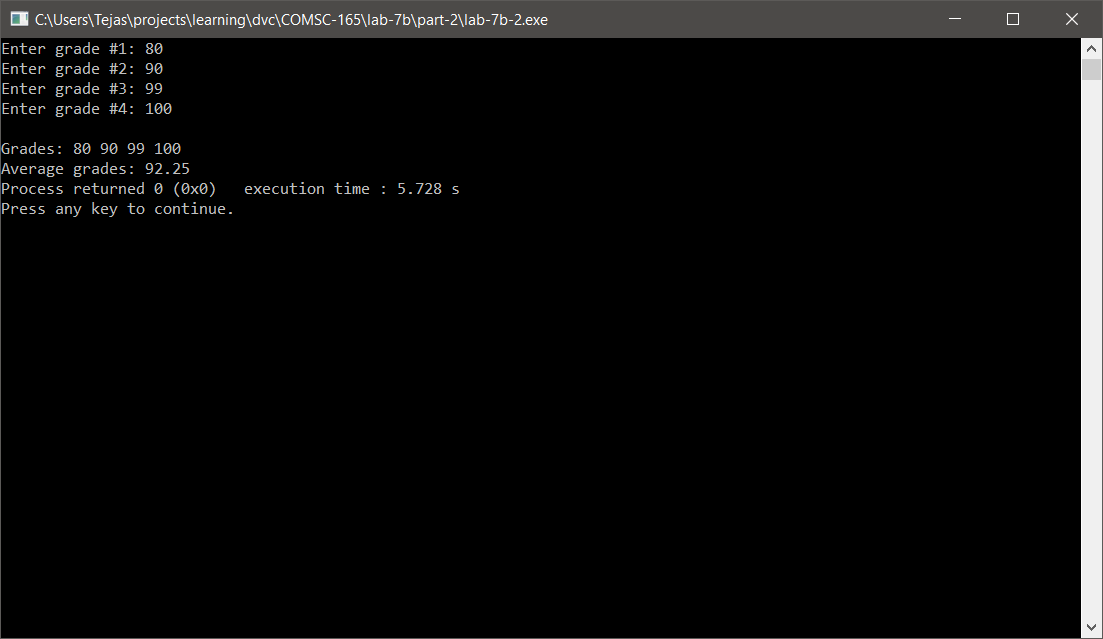 C:\Users\Tejas\projects\learning\dvc\COMSC-165\lab-7b\part-2\lab-7b-2.exe
Enter grade #1: 80
Enter grade #2: 90
Enter grade #3: 99
Enter grade #4: 100
Grades: 80 90 99 100
Average grades: 92.25
Process returned 0 (0x0)   execution time : 5.728 s
Press any key to continue.